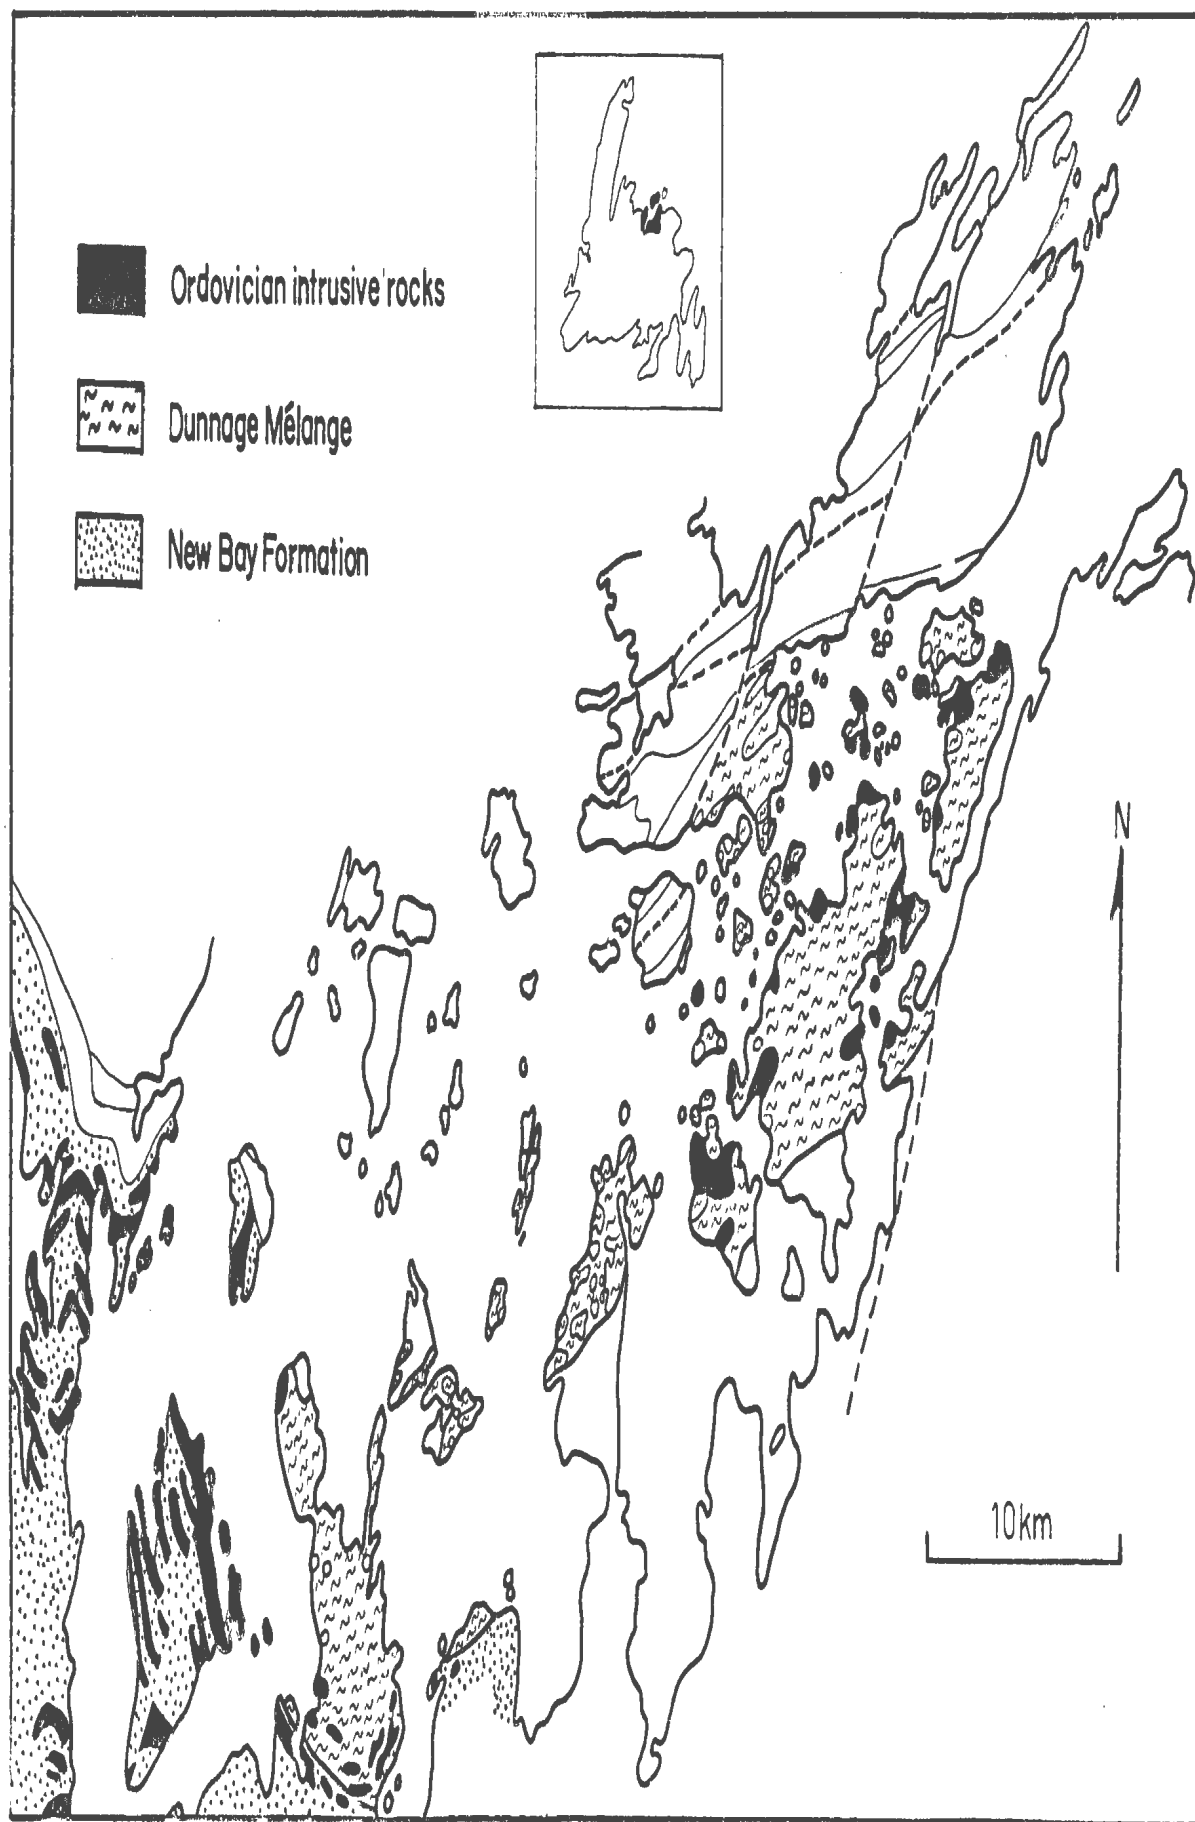 Ordovician intrusive rocks
Dunnage Mélange
New Bay Formation
N
10km